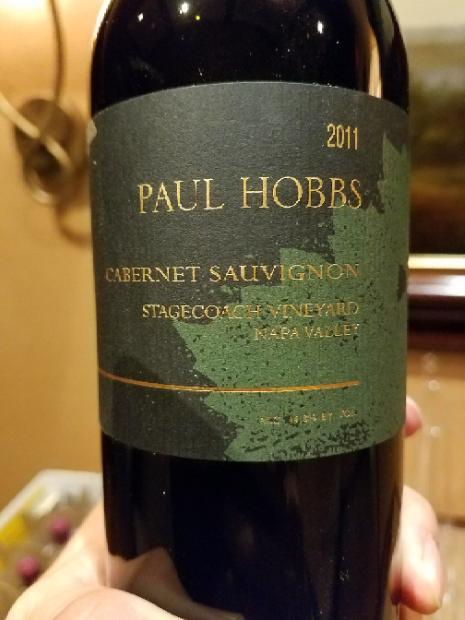 2011
PAUL HOBBS
CABERNET SAUVIGNON
STAGECOACH VINEYARD
NAPA VALLEY